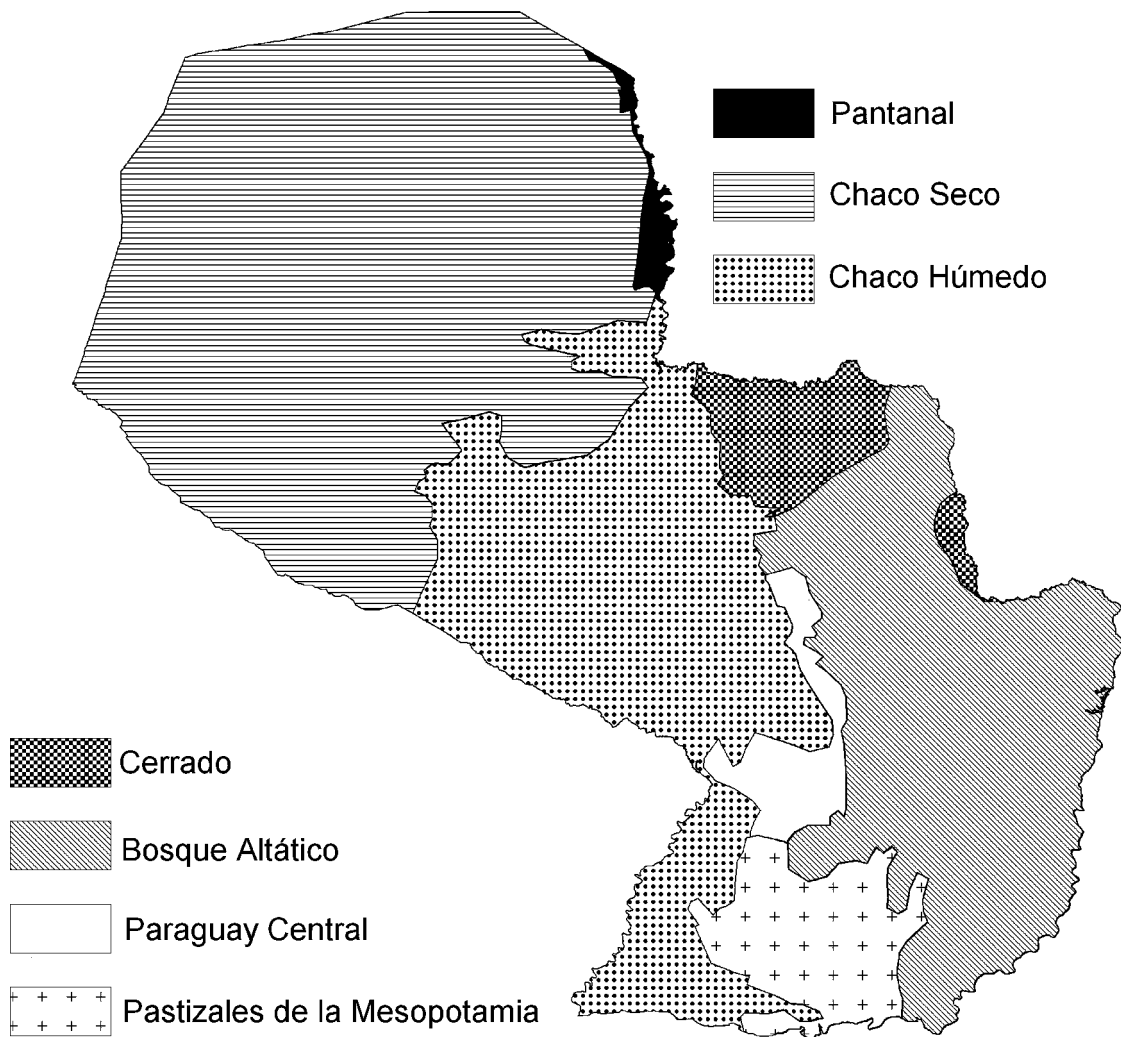 Pantanal
Chaco Seco
Chaco Húmedo
Cerrado
Bosque Altático
Paraguay Central
Pastizales de la Mesopotamia